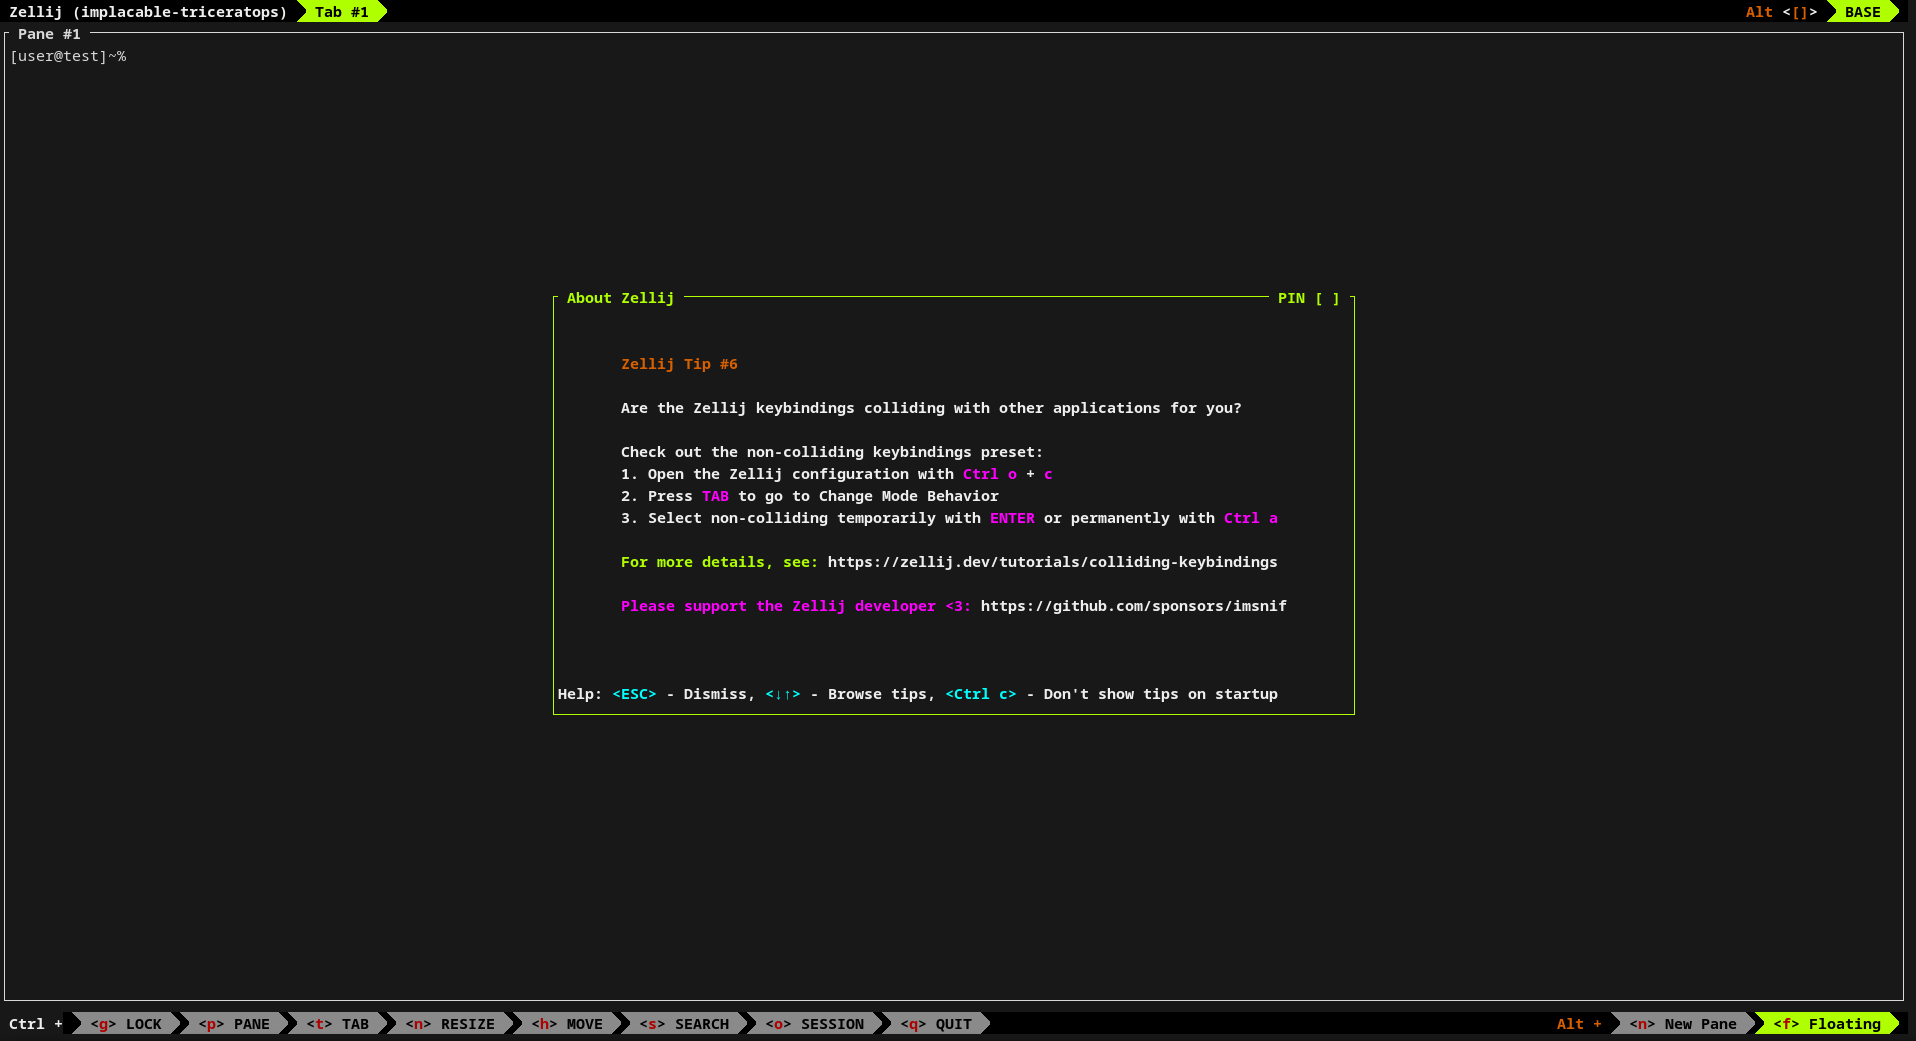 Zellij (implacable-triceratops) Tab #1 Alt <[]> BASE
Pane #1
[user@test]~%
About Zellij PIN [ ]
Zellij Tip #6
Are the Zellij keybindings colliding with other applications for you?
Check out the non-colliding keybindings preset:
1. Open the Zellij configuration with Ctrl o + c
2. Press TAB to go to Change Mode Behavior
3. Select non-colliding temporarily with ENTER or permanently with Ctrl a
For more details, see: https://zellij.dev/tutorials/colliding-keybindings
Please support the Zellij developer <3: https://github.com/sponsors/imsnif
Help: <ESC> - Dismiss, <↓↑> - Browse tips, <Ctrl c> - Don't show tips on startup
Ctrl + <g> LOCK <p> PANE <t> TAB <n> RESIZE <h> MOVE <s> SEARCH <o> SESSION <q> QUIT Alt + <n> New Pane <f> Floating